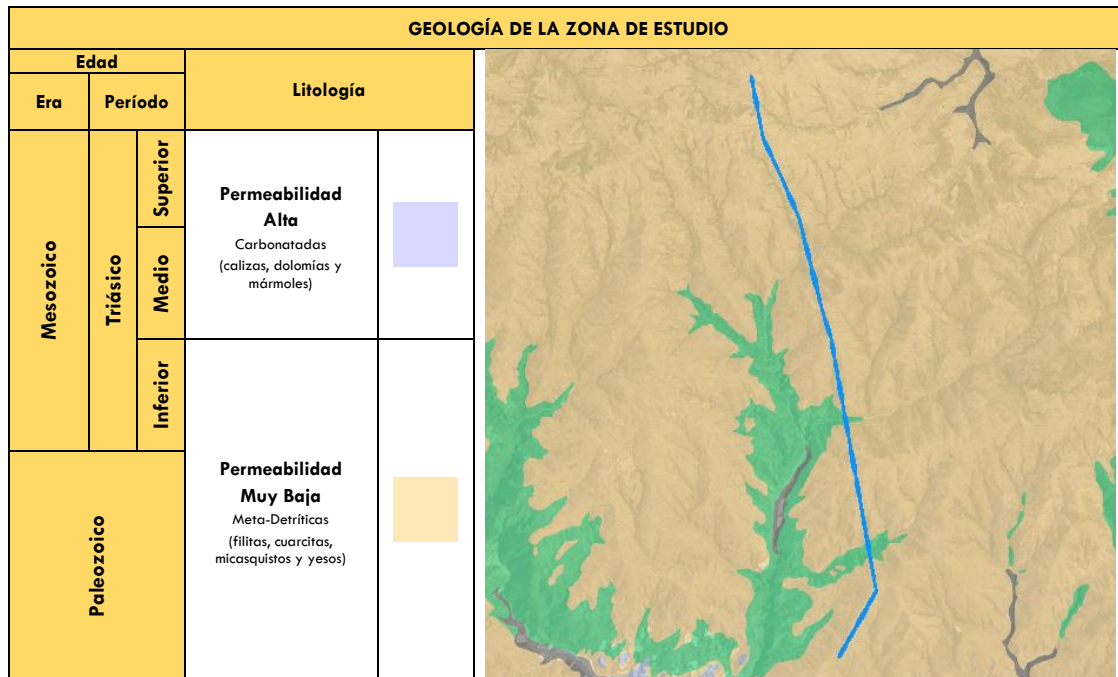 GEOLOGÍA DE LA ZONA DE ESTUDIO
Edad
Era
Período
Litología
Mesozoico
Triásico
Superior
Medio
Inferior
Permeabilidad
Alta
Carbonatadas
(calizas, dolomías y
mármoles)
Paleozoico
Permeabilidad
Muy Baja
Meta-Detríticas
(filitas, cuarcitas,
micasquistos y yesos)